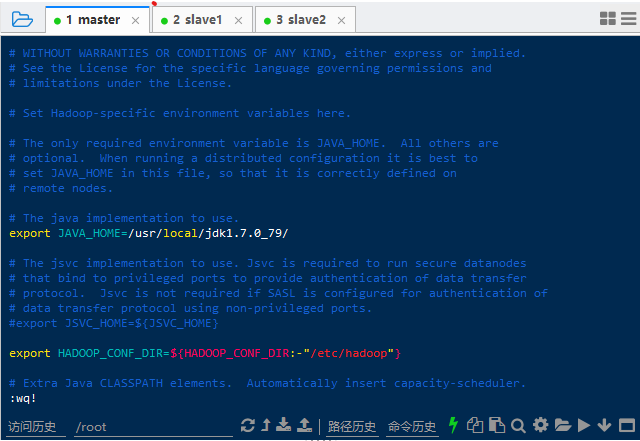 1 master
2 slave1
3 slave2
# WITHOUT WARRANTIES OR CONDITIONS OF ANY KIND, either express or implied.
# See the License for the specific language governing permissions and
# limitations under the License.
# Set Hadoop-specific environment variables here.
# The only required environment variable is JAVA_HOME.  All others are
# optional.  When running a distributed configuration it is best to
# set JAVA_HOME in this file, so that it is correctly defined on
# remote nodes.
# The java implementation to use.
export JAVA_HOME=/usr/local/jdk1.7.0_79/
# The jsvc implementation to use. Jsvc is required to run secure datanodes
# that bind to privileged ports to provide authentication of data transfer
# protocol.  Jsvc is not required if SASL is configured for authentication of
# data transfer protocol using non-privileged ports.
#export JSVC_HOME=${JSVC_HOME}
export HADOOP_CONF_DIR=${HADOOP_CONF_DIR:-"/etc/hadoop"}
# Extra Java CLASSPATH elements.  Automatically insert capacity-scheduler.
:wq!
访问历史 /root 路径历史 命令历史